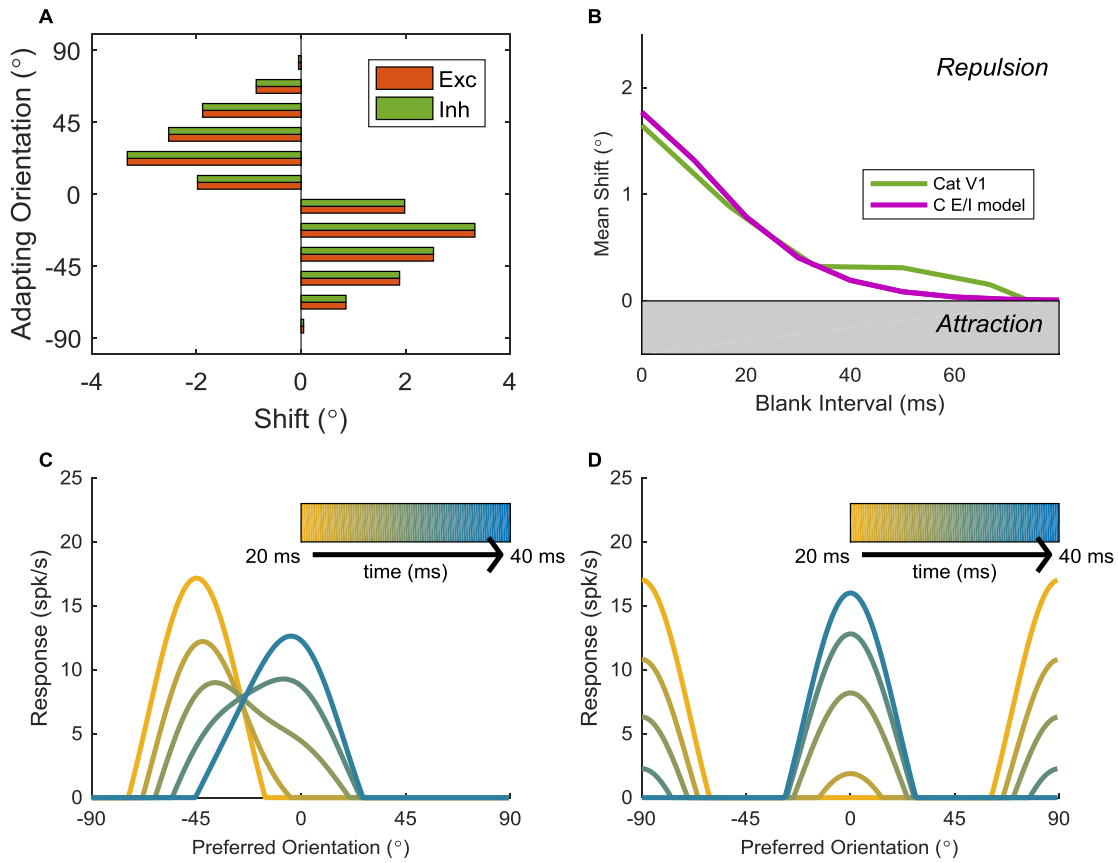 A
90
45
0
-45
-90
Adapting Orientation (°)
Exc
Inh
-4
-2
0
2
4
Shift (°)
B
Repulsion
2
1
0
Mean Shift (°)
Cat V1
C E/I model
Attraction
0
20
40
60
Blank Interval (ms)
C
25
20
15
10
5
0
Response (spk/s)
20 ms
40 ms
time (ms)
-90
-45
0
45
90
Preferred Orientation (°)
D
25
20
15
10
5
0
Response (spk/s)
20 ms
40 ms
time (ms)
-90
-45
0
45
90
Preferred Orientation (°)